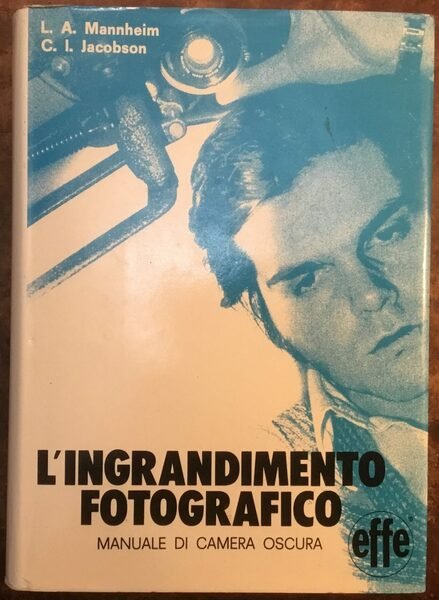 L. A. Mannheim
C. I. Jacobson
L'INGRANDIMENTO
FOTOGRAFICO
MANUALE DI CAMERA OSCURA
effe